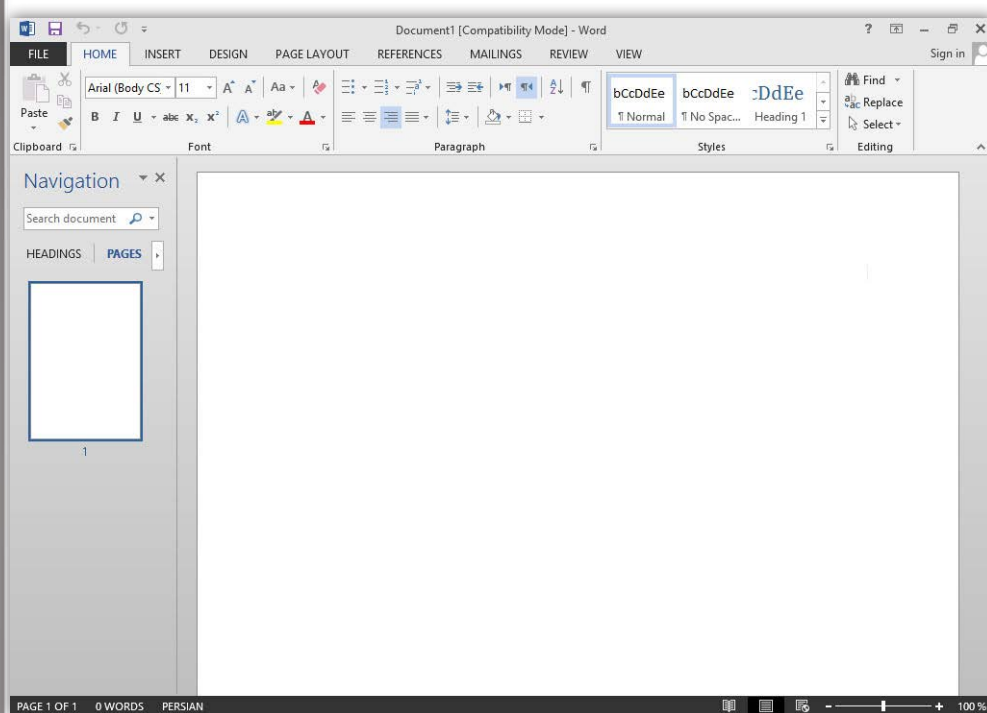 Document1 [Compatibility Mode] - Word
FILE HOME INSERT DESIGN PAGE LAYOUT REFERENCES MAILINGS REVIEW VIEW Sign in
Paste
Clipboard
Arial (Body CS 11
Aa
B I U abc x₂ x²
Font
Paragraph
bCcDdEe bCcDdEe cDdEe
¶ Normal ¶ No Spac... Heading 1
Styles
Find
Replace
Select
Editing
Navigation
Search document
HEADINGS PAGES
1
PAGE 1 OF 1 0 WORDS PERSIAN 100 %